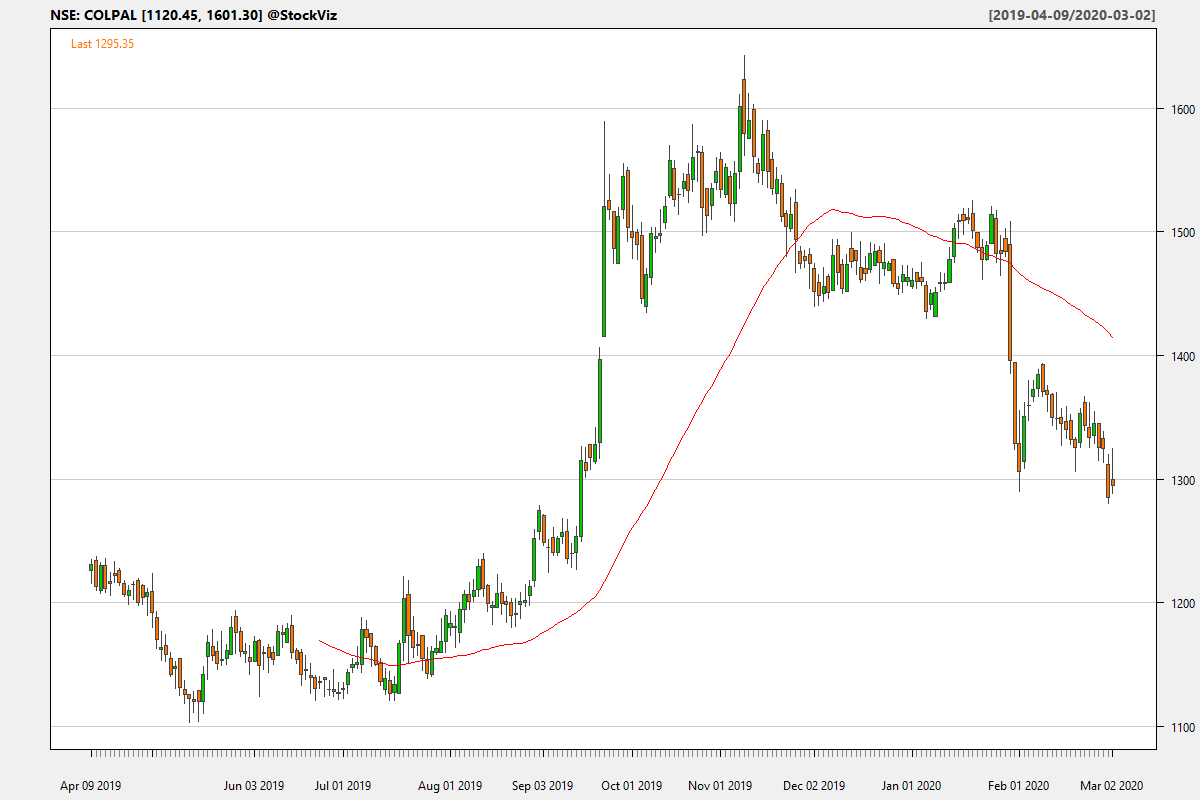 NSE: COLPAL [1120.45, 1601.30] @StockViz [2019-04-09/2020-03-02]
Last 1295.35
1600
1500
1400
1300
1200
1100
Apr 09 2019 Jun 03 2019 Jul 01 2019 Aug 01 2019 Sep 03 2019 Oct 01 2019 Nov 01 2019 Dec 02 2019 Jan 01 2020 Feb 01 2020 Mar 02 2020